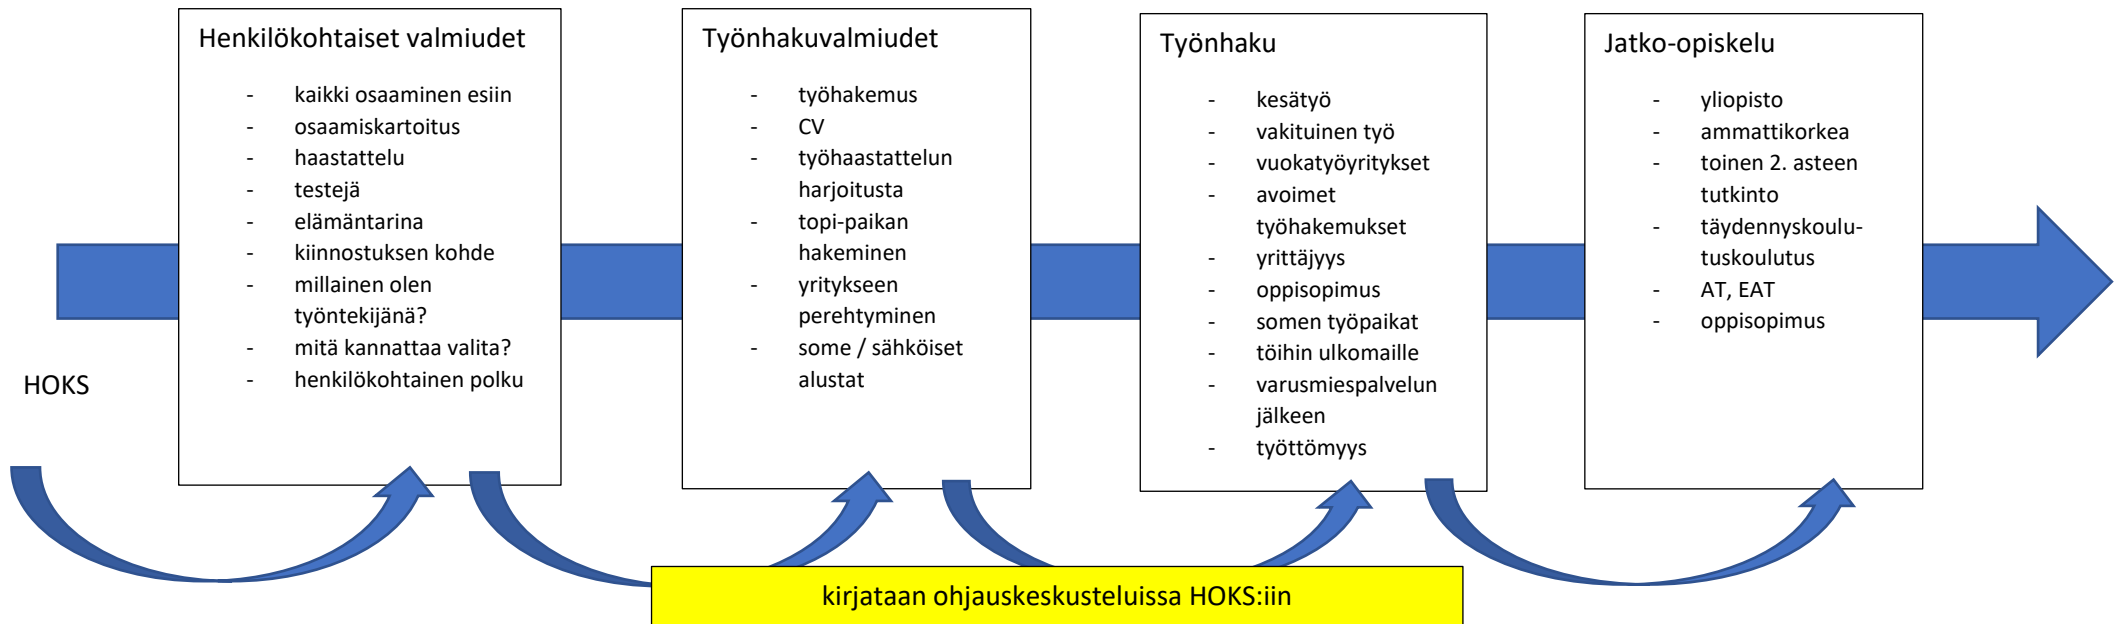 Henkilökohtaiset valmiudet
- kaikki osaaminen esiin
- osaamiskartoitus
- haastattelu
- testejä
- elämäntarina
- kiinnostuksen kohde
- millainen olen
työntekijänä?
- mitä kannattaa valita?
- henkilökohtainen polku
Työnhakuvalmiudet
- työhakemus
- CV
- työhaastattelun
harjoitusta
- topi-paikan
hakeminen
- yritykseen
perehtyminen
- some / sähköiset
alustat
Työnhaku
- kesätyö
- vakituinen työ
- vuokatyöyritykset
- avoimet
työhakemukset
- yrittäjyys
- oppisopimus
- somen työpaikat
- töihin ulkomaille
- varusmiespalvelun
jälkeen
- työttömyys
Jatko-opiskelu
- yliopisto
- ammattikorkea
- toinen 2. asteen
tutkinto
- täydennyskoulu-
tuskoulutus
- AT, EAT
- oppisopimus
HOKS
kirjataan ohjauskeskusteluissa HOKS:iin